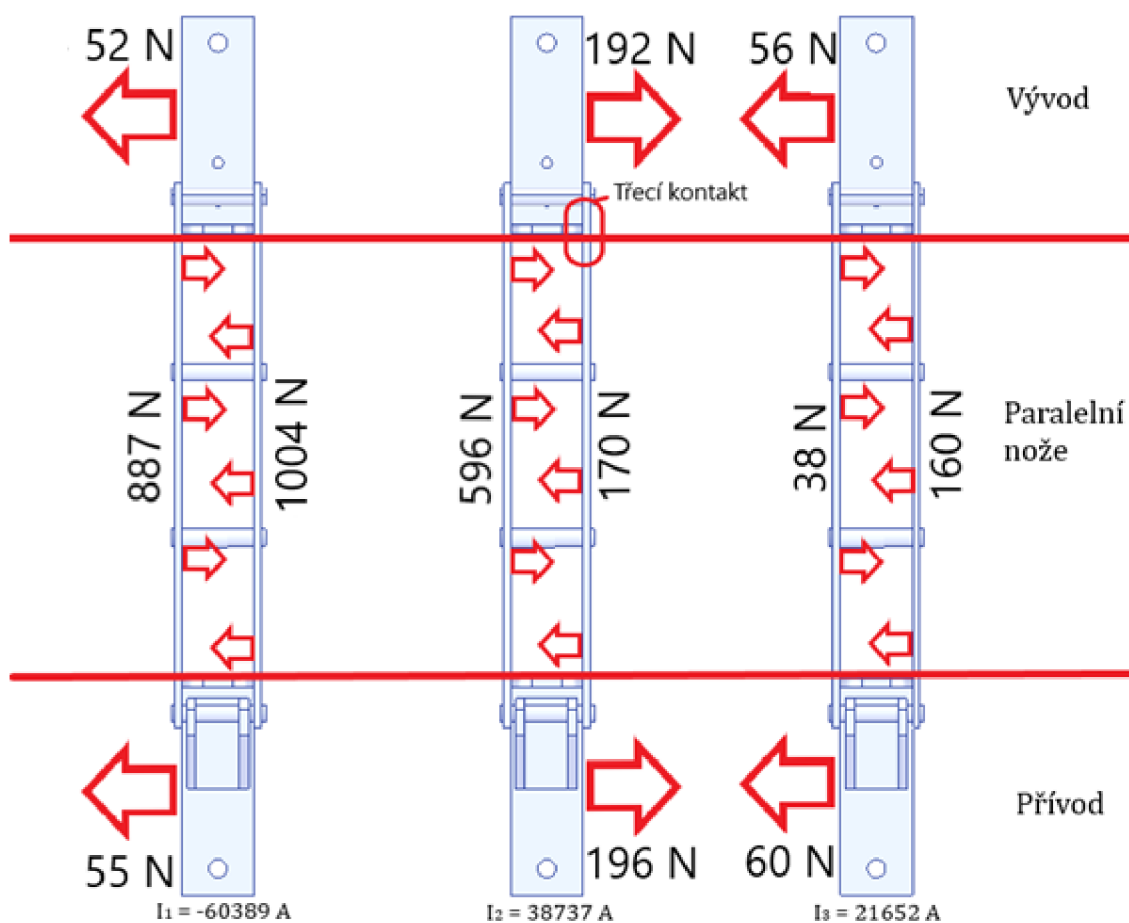 52 N
192 N
56 N
Vývod
Třecí kontakt
887 N
1004 N
596 N
170 N
38 N
160 N
Paralelní
nože
Přívod
55 N
196 N
60 N
I₁ = -60389 A
I₂ = 38737 A
I₃ = 21652 A